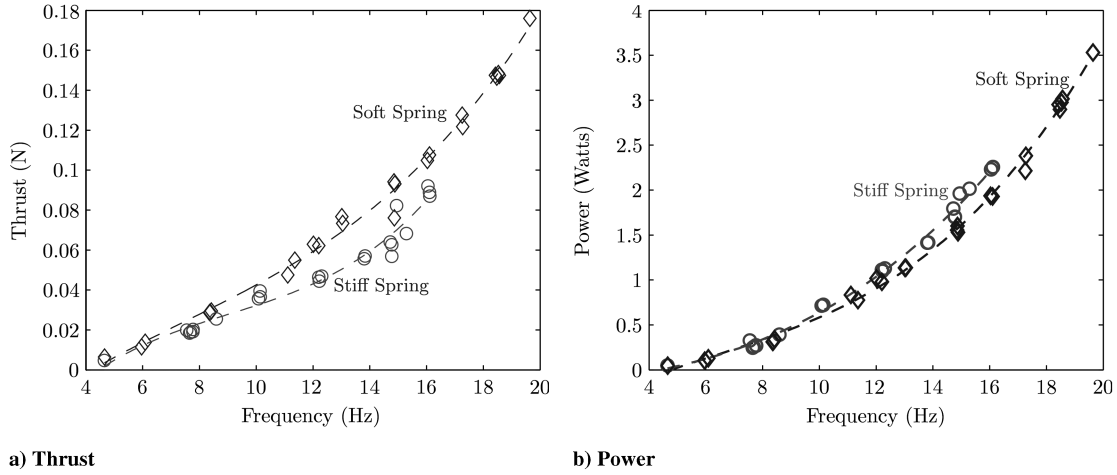 0.18
0.16
0.14
0.12
0.1
0.08
0.06
0.04
0.02
0
Thrust (N)
Soft Spring
Stiff Spring
4 6 8 10 12 14 16 18 20
Frequency (Hz)
a) Thrust
4
3.5
3
2.5
2
1.5
1
0.5
0
Power (Watts)
Soft Spring
Stiff Spring
4 6 8 10 12 14 16 18 20
Frequency (Hz)
b) Power